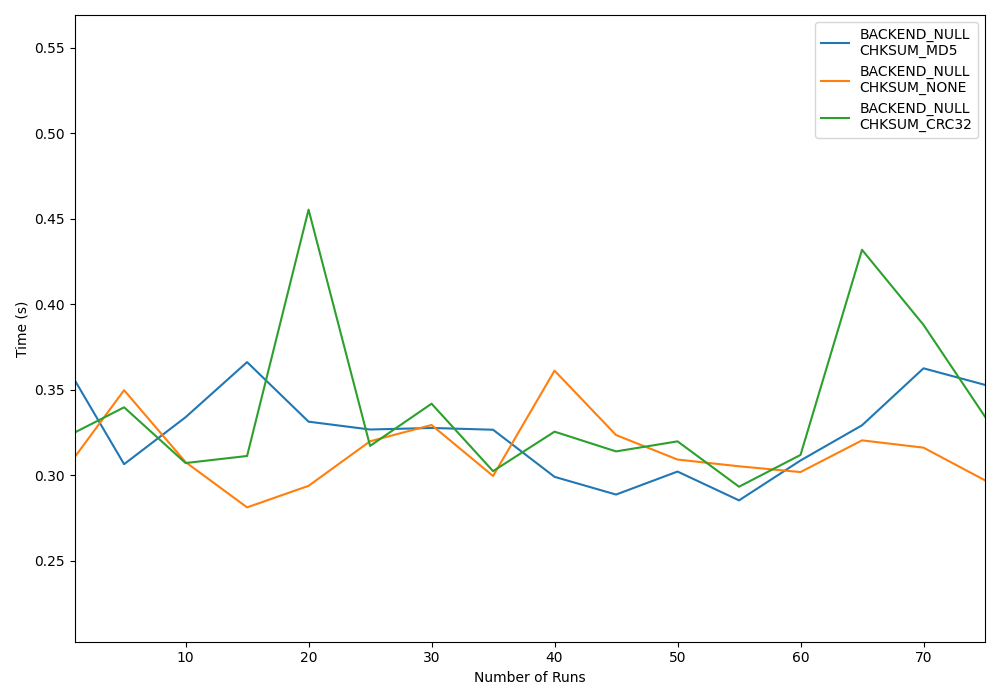 0.55
0.50
0.45
0.40
0.35
0.30
0.25
Time (s)
10 20 30 40 50 60 70
Number of Runs
BACKEND_NULL
CHKSUM_MD5
BACKEND_NULL
CHKSUM_NONE
BACKEND_NULL
CHKSUM_CRC32